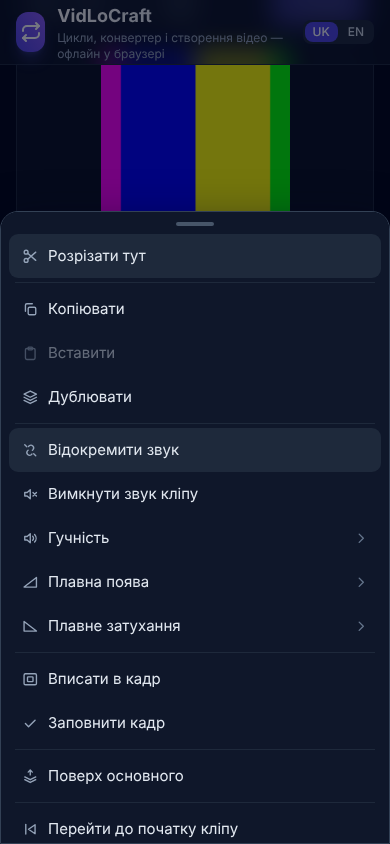 VidLoCraft
Цикли, конвертер і створення відео —
офлайн у браузері
UK
EN
Розрізати тут
Копіювати
Вставити
Дублювати
Відокремити звук
Вимкнути звук кліпу
Гучність
Плавна поява
Плавне затухання
Вписати в кадр
Заповнити кадр
Поверх основного
Перейти до початку кліпу